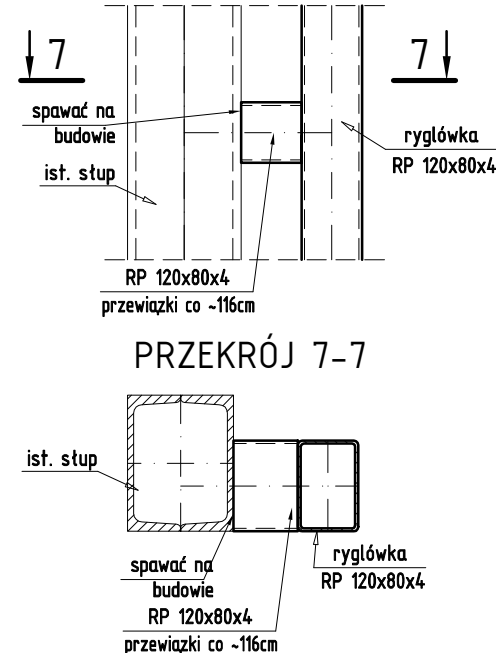 7 7
spawać na
budowie
ist. słup
ryglówka
RP 120x80x4
RP 120x80x4
przewiązki co ~116cm
PRZEKRÓJ 7-7
ist. słup
spawać na
budowie
ryglówka
RP 120x80x4
RP 120x80x4
przewiązki co ~116cm